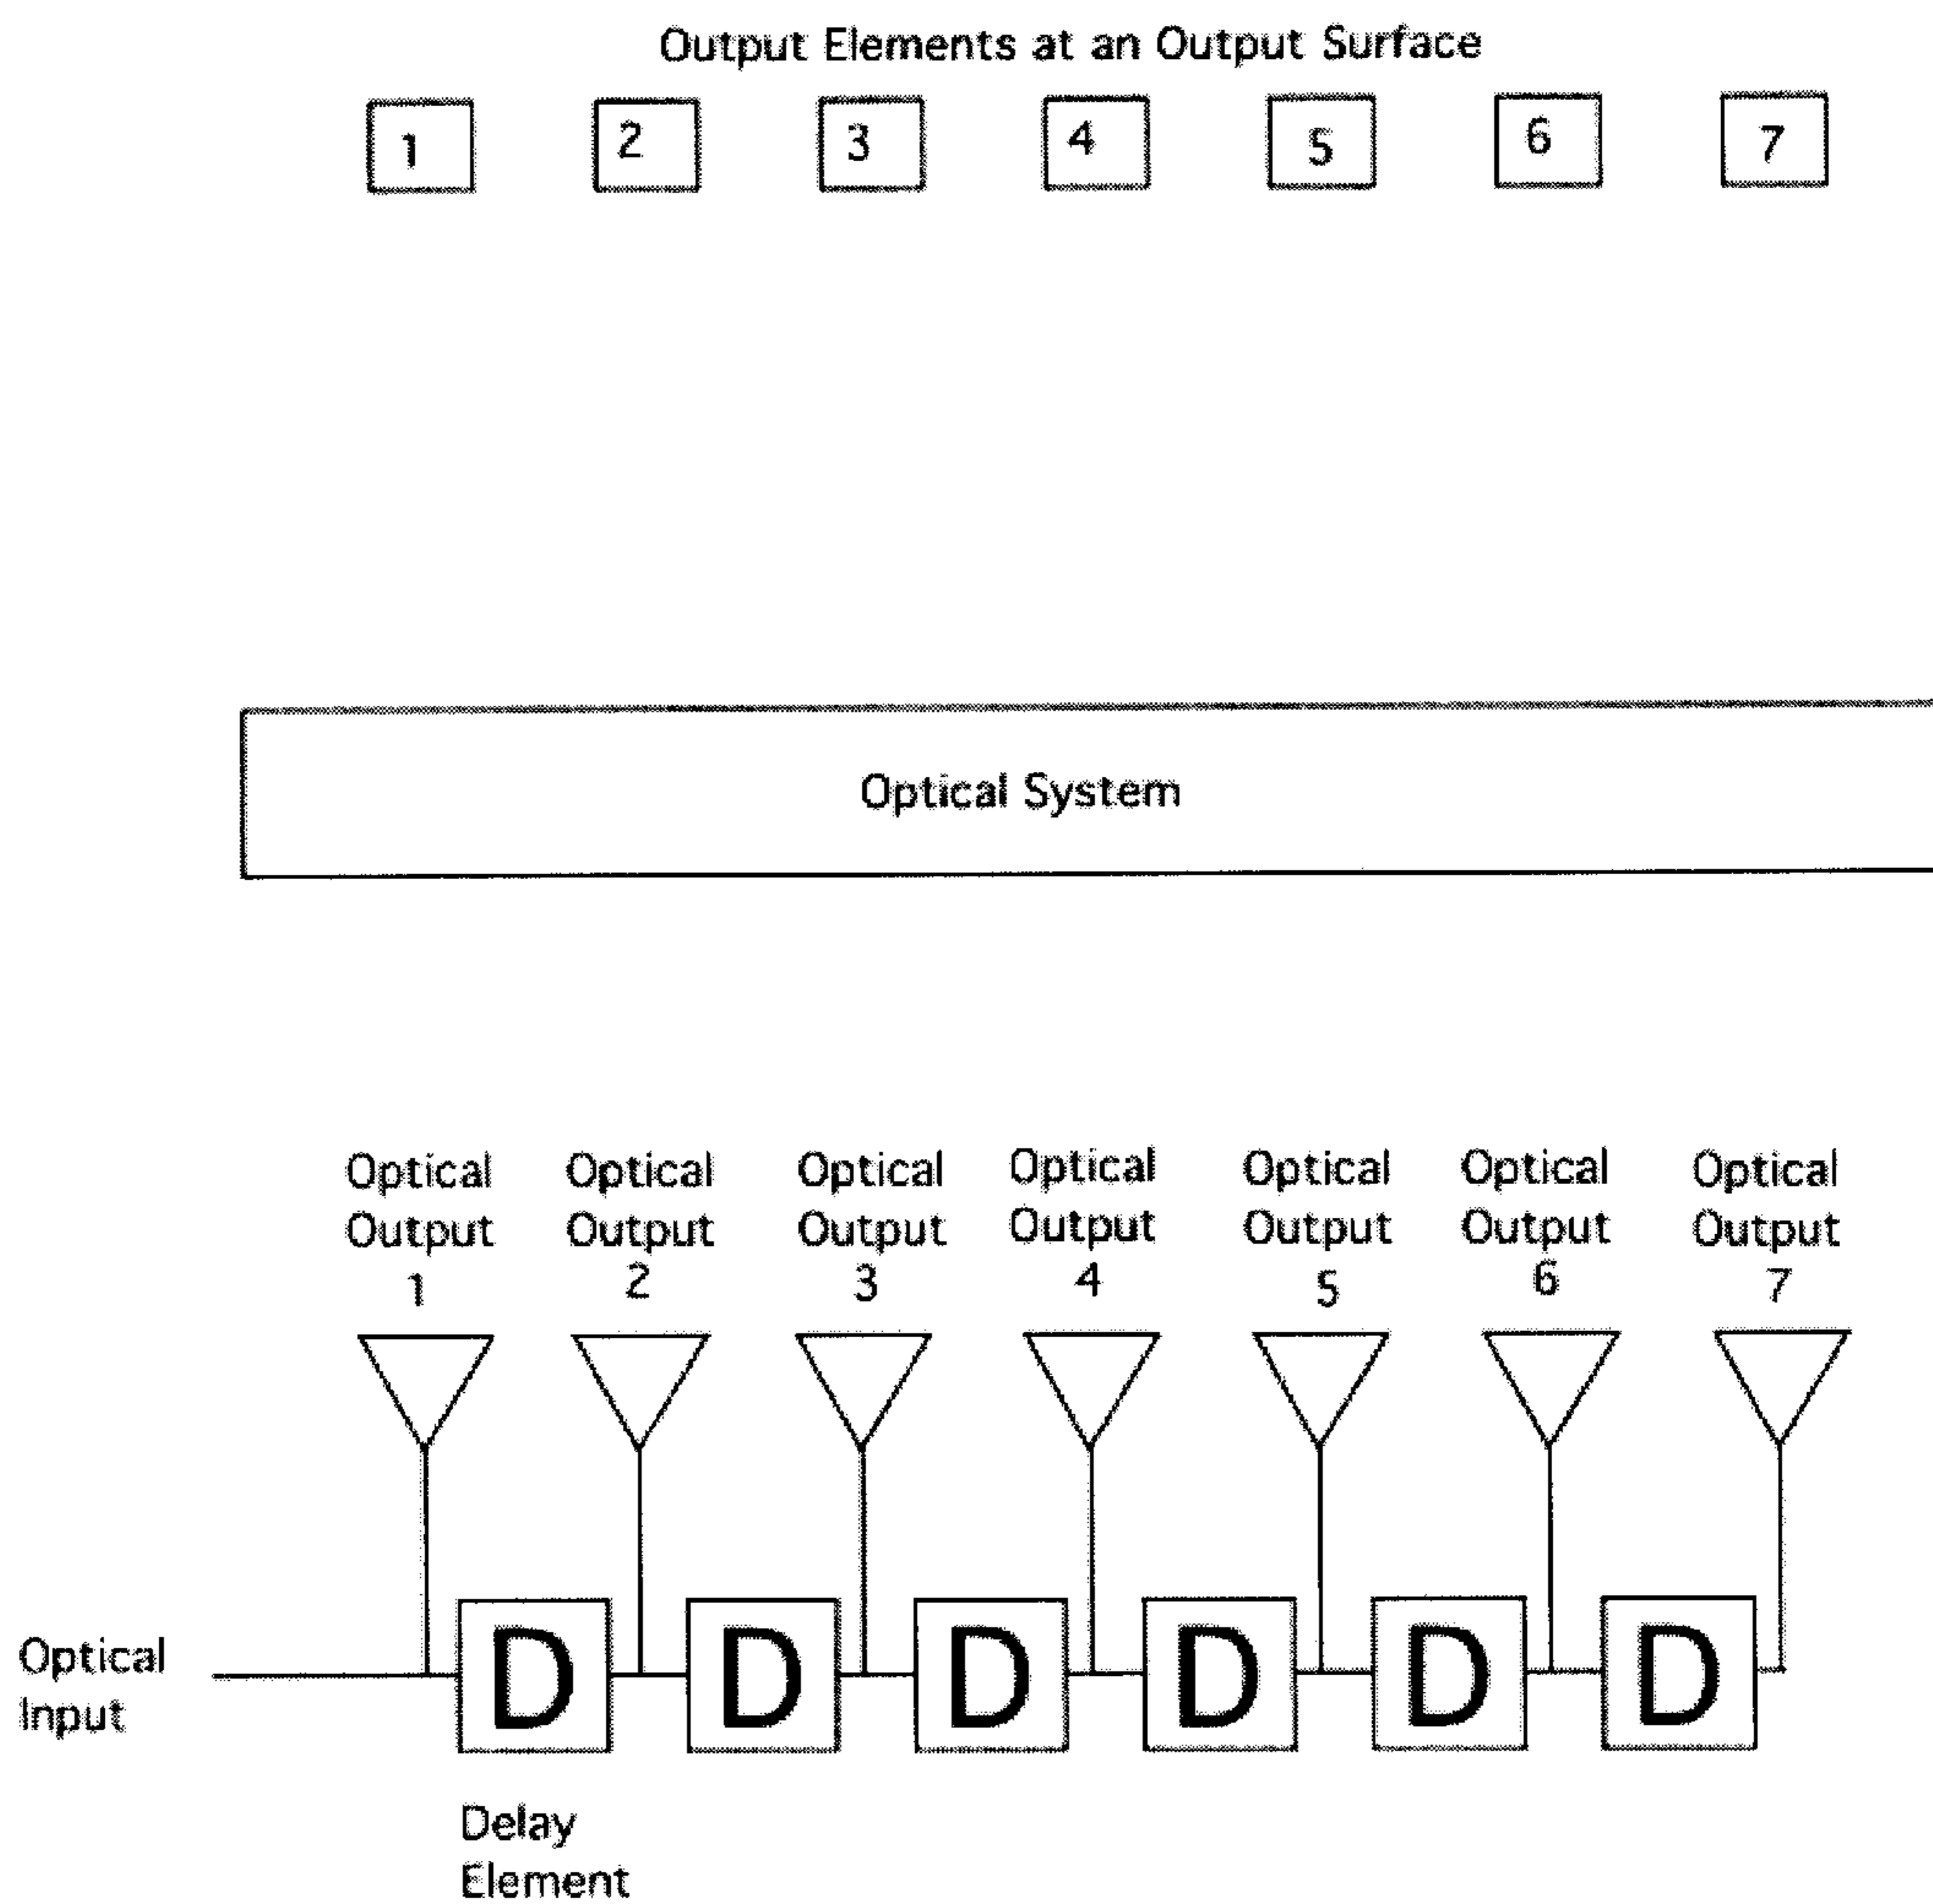 Output Elements at an Output Surface
1 2 3 4 5 6 7
Optical System
Optical Optical Optical Optical Optical Optical Optical
Output Output Output Output Output Output Output
1 2 3 4 5 6 7
Optical
Input
D D D D D D
Delay
Element